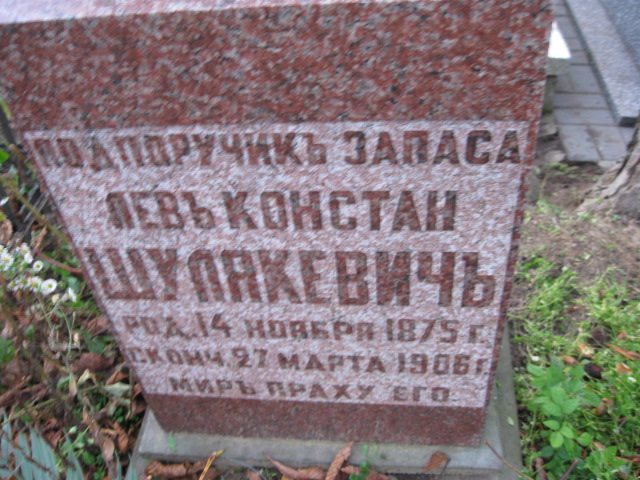 ПОДПОРУЧИКЪ ЗАПАСА
ЛЕВЪ КОНСТАН
ШУЛЯКЕВИЧЪ
РОД. 14 НОЯБРЯ 1875 Г.
СКОНЧ. 27 МАРТА 1906 Г.
МИРЪ ПРАХУ ЕГО.